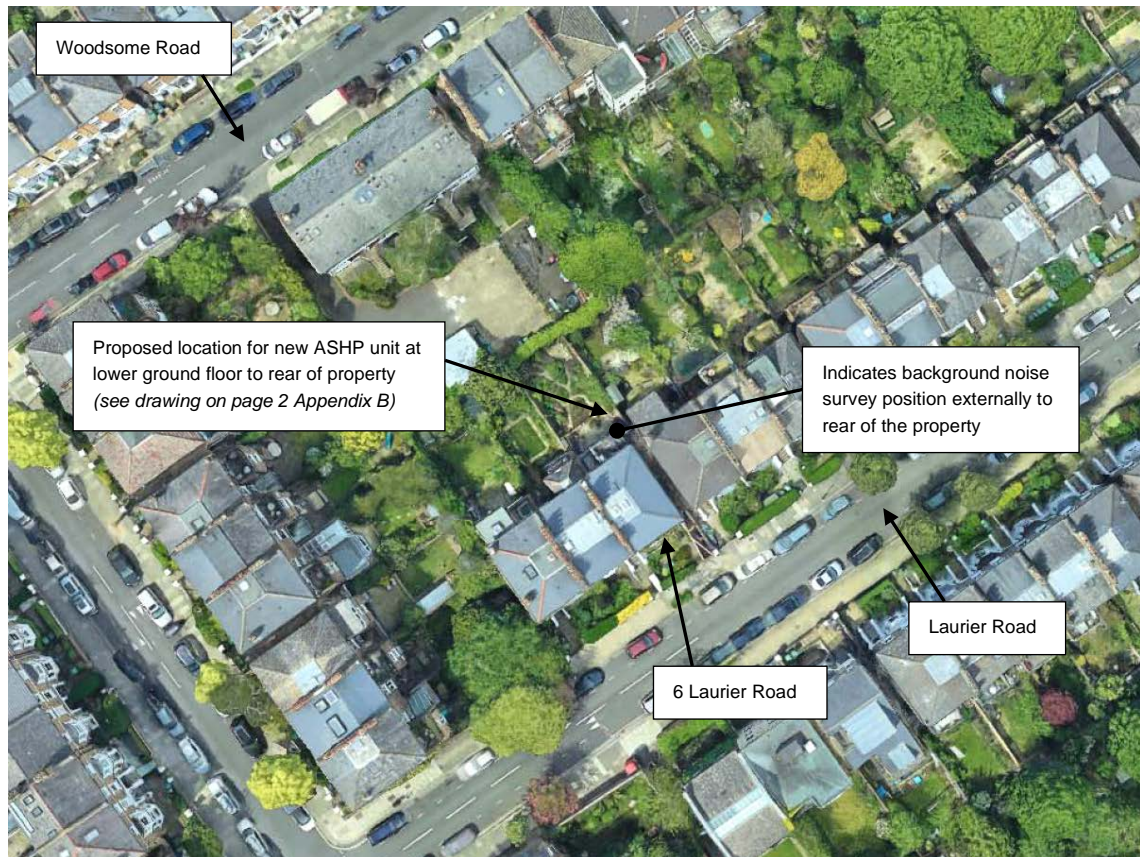 Woodsome Road
Proposed location for new ASHP unit at
lower ground floor to rear of property
(see drawing on page 2 Appendix B)
Indicates background noise
survey position externally to
rear of the property
Laurier Road
6 Laurier Road